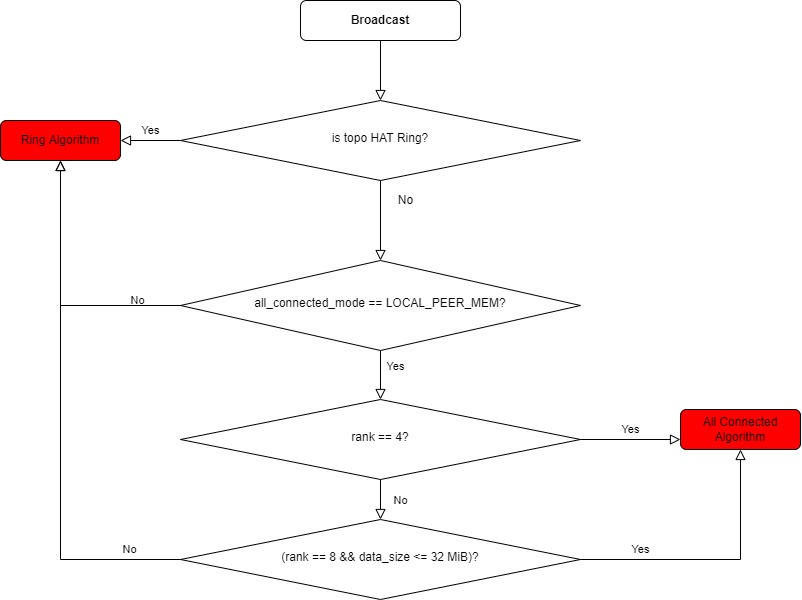 Broadcast
Yes
is topo HAT Ring?
Ring Algorithm
No
No
all_connected_mode == LOCAL_PEER_MEM?
Yes
rank == 4?
Yes
All Connected
Algorithm
No
No
(rank == 8 && data_size <= 32 MiB)?
Yes